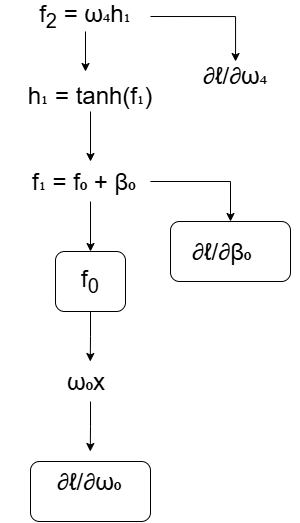 f₂ = ω₄h₁
∂ℓ/∂ω₄
h₁ = tanh(f₁)
f₁ = f₀ + β₀
∂ℓ/∂β₀
f₀
ω₀x
∂ℓ/∂ω₀